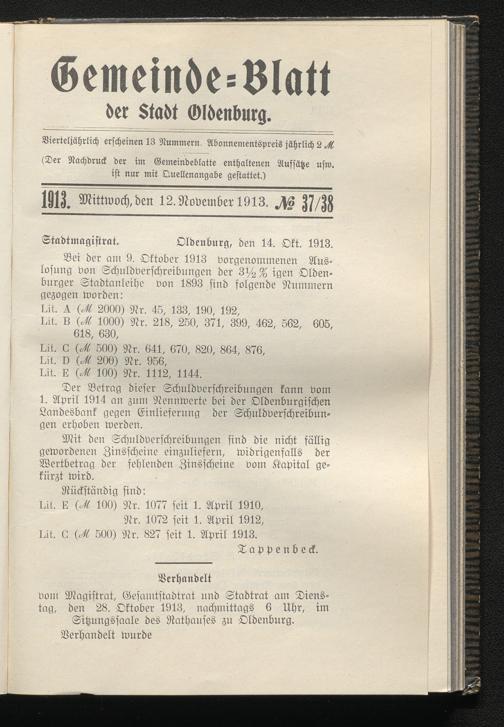 Gemeinde=Blatt
der Stadt Oldenburg.
Vierteljährlich erscheinen 13 Nummern. Abonnementspreis jährlich 2 ℳ
(Der Nachdruck der im Gemeindeblatte enthaltenen Aufsätze usw.
ist nur mit Quellenangabe gestattet.)
1913. Mittwoch, den 12. November 1913. № 37/38
Stadtmagistrat. Oldenburg, den 14. Okt. 1913.
Bei der am 9. Oktober 1913 vorgenommenen Aus-
losung von Schuldverschreibungen der 3½ % igen Olden-
burger Stadtanleihe von 1893 sind folgende Nummern
gezogen worden:
Lit. A (ℳ 2000) Nr. 45, 133, 190, 192,
Lit. B (ℳ 1000) Nr. 218, 250, 371, 399, 462, 562, 605,
618, 630,
Lit. C (ℳ 500) Nr. 641, 670, 820, 864, 876,
Lit. D (ℳ 200) Nr. 956,
Lit. E (ℳ 100) Nr. 1112, 1144.
Der Betrag dieser Schuldverschreibungen kann vom
1. April 1914 an zum Nennwerte bei der Oldenburgischen
Landesbank gegen Einlieferung der Schuldverschreibun-
gen erhoben werden.
Mit den Schuldverschreibungen sind die nicht fällig
gewordenen Zinsscheine einzuliefern, widrigenfalls der
Wertbetrag der fehlenden Zinsscheine vom Kapital ge-
kürzt wird.
Rückständig sind:
Lit. E (ℳ 100) Nr. 1077 seit 1. April 1910,
Nr. 1072 seit 1. April 1912,
Lit. C (ℳ 500) Nr. 827 seit 1. April 1913.
Tappenbeck.
Verhandelt
vom Magistrat, Gesamtstadtrat und Stadtrat am Diens-
tag, den 28. Oktober 1913, nachmittags 6 Uhr, im
Sitzungssaale des Rathauses zu Oldenburg.
Verhandelt wurde